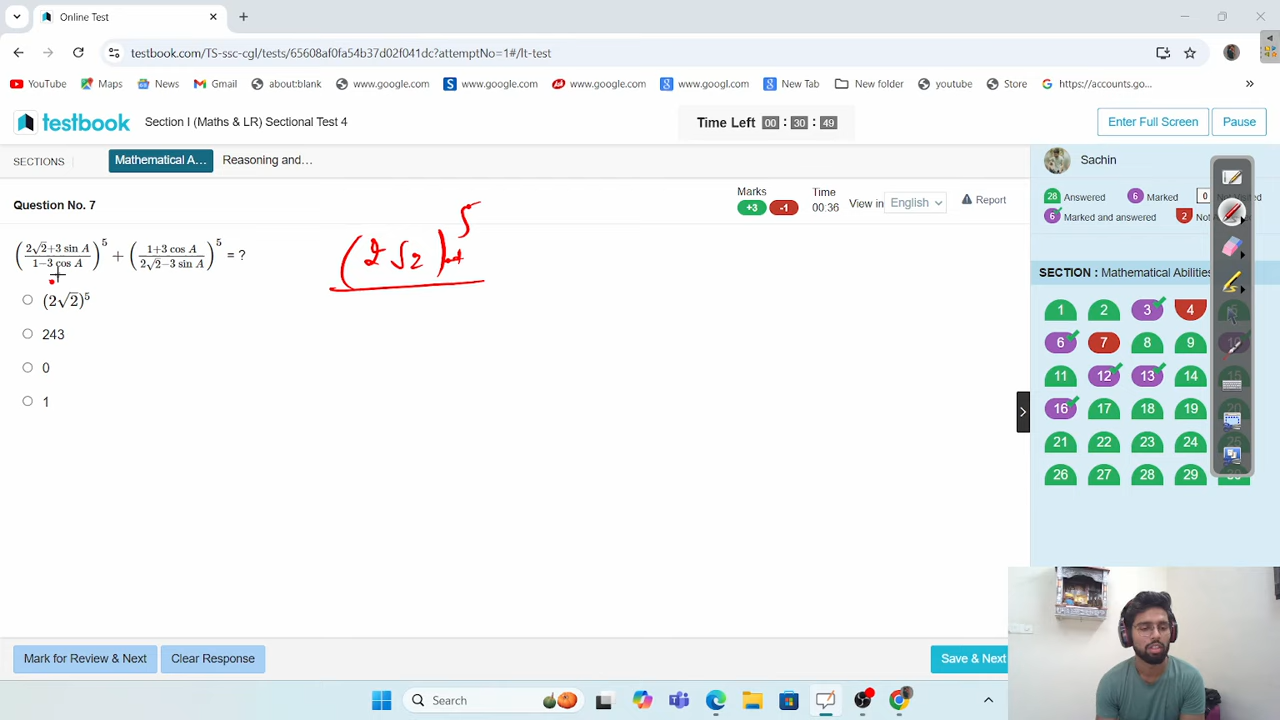 Online Test
testbook.com/TS-ssc-cgl/tests/65608af0fa54b37d02f041dc?attemptNo=1#/lt-test
YouTube Maps News Gmail about:blank www.google.com www.google.com www.google.com www.googl.com New Tab New folder youtube Store https://accounts.go...
testbook Section I (Maths & LR) Sectional Test 4 Time Left 00 : 30 : 49 Enter Full Screen Pause
SECTIONS Mathematical A... Reasoning and... Sachin
Question No. 7 Marks +3 -1 Time 00:36 View in English Report
28 Answered 6 Marked 0
6 Marked and answered 2
(2√2+3 sin A / 1−3 cos A)^5 + (1+3 cos A / 2√2−3 sin A)^5 = ?
(2√2)^5
SECTION : Mathematical Abilities
(2√2)^5
243
0
1
1 2 3 4
6 7 8 9
11 12 13 14
16 17 18 19
21 22 23 24
26 27 28 29
Mark for Review & Next Clear Response Save & Next
Search